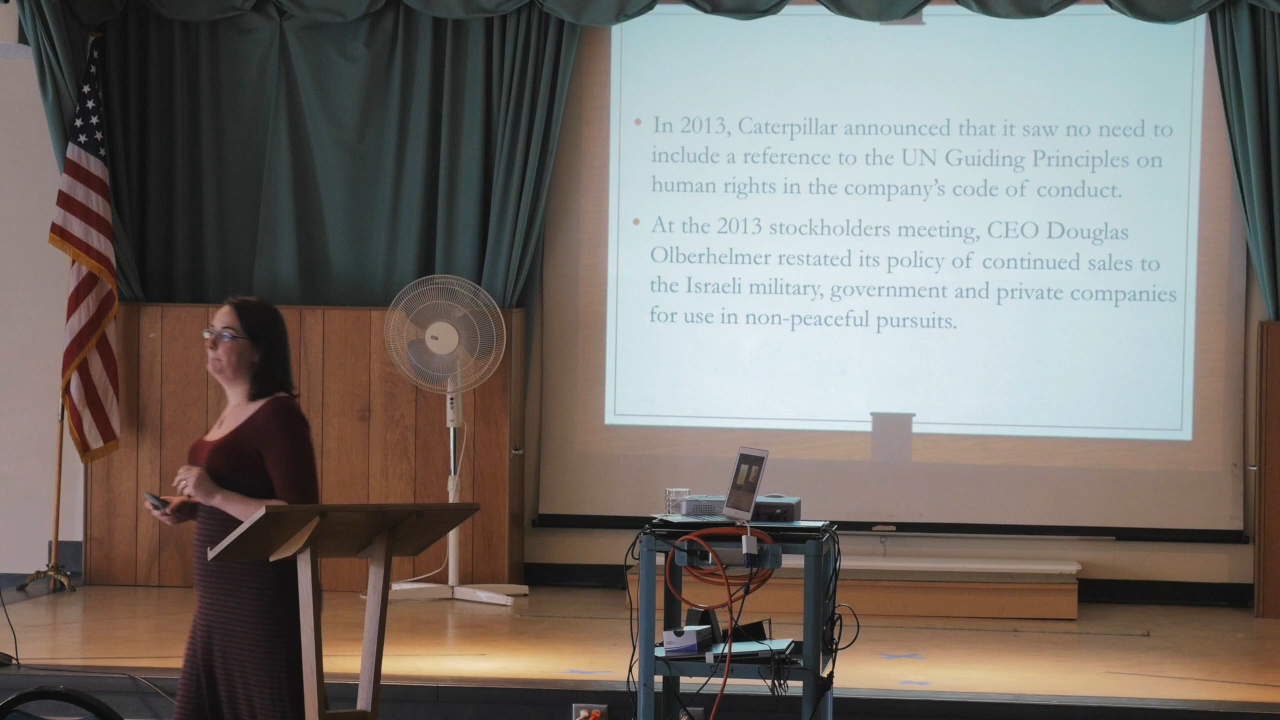 • In 2013, Caterpillar announced that it saw no need to
include a reference to the UN Guiding Principles on
human rights in the company's code of conduct.
• At the 2013 stockholders meeting, CEO Douglas
Olberhelmer restated its policy of continued sales to
the Israeli military, government and private companies
for use in non-peaceful pursuits.